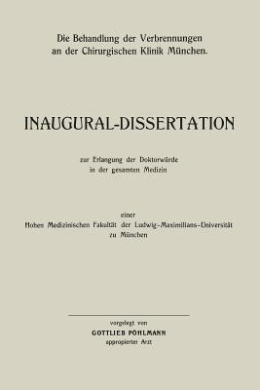 Die Behandlung der Verbrennungen
an der Chirurgischen Klinik München.
INAUGURAL-DISSERTATION
zur Erlangung der Doktorwürde
in der gesamten Medizin
einer
Hohen Medizinischen Fakultät der Ludwig-Maximilians-Universität
zu München
vorgelegt von
GOTTLIEB PÖHLMANN
appropierter Arzt